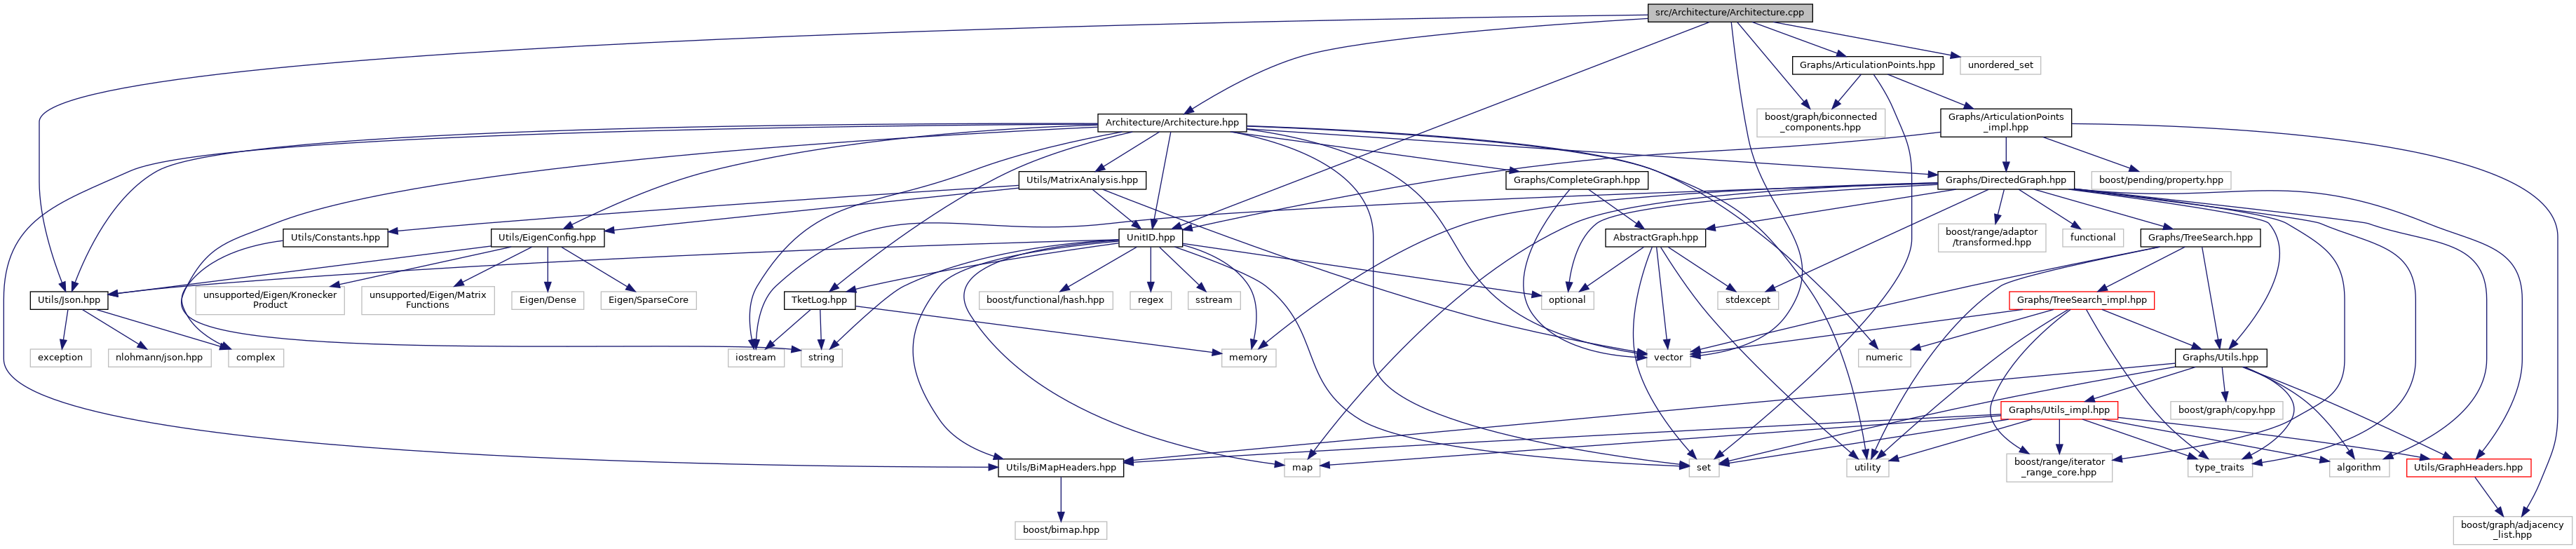 src/Architecture/Architecture.cpp
Graphs/ArticulationPoints.hpp
unordered_set
Architecture/Architecture.hpp
boost/graph/biconnected
_components.hpp
Graphs/ArticulationPoints
_impl.hpp
Utils/MatrixAnalysis.hpp
Graphs/CompleteGraph.hpp
Graphs/DirectedGraph.hpp
boost/pending/property.hpp
Utils/Constants.hpp
Utils/EigenConfig.hpp
UnitID.hpp
AbstractGraph.hpp
boost/range/adaptor
/transformed.hpp
functional
Graphs/TreeSearch.hpp
Utils/Json.hpp
unsupported/Eigen/Kronecker
Product
unsupported/Eigen/Matrix
Functions
Eigen/Dense
Eigen/SparseCore
TketLog.hpp
boost/functional/hash.hpp
regex
sstream
optional
stdexcept
Graphs/TreeSearch_impl.hpp
exception
nlohmann/json.hpp
complex
iostream
string
memory
vector
numeric
Graphs/Utils.hpp
Graphs/Utils_impl.hpp
boost/graph/copy.hpp
Utils/BiMapHeaders.hpp
map
set
utility
boost/range/iterator
_range_core.hpp
type_traits
algorithm
Utils/GraphHeaders.hpp
boost/bimap.hpp
boost/graph/adjacency
_list.hpp